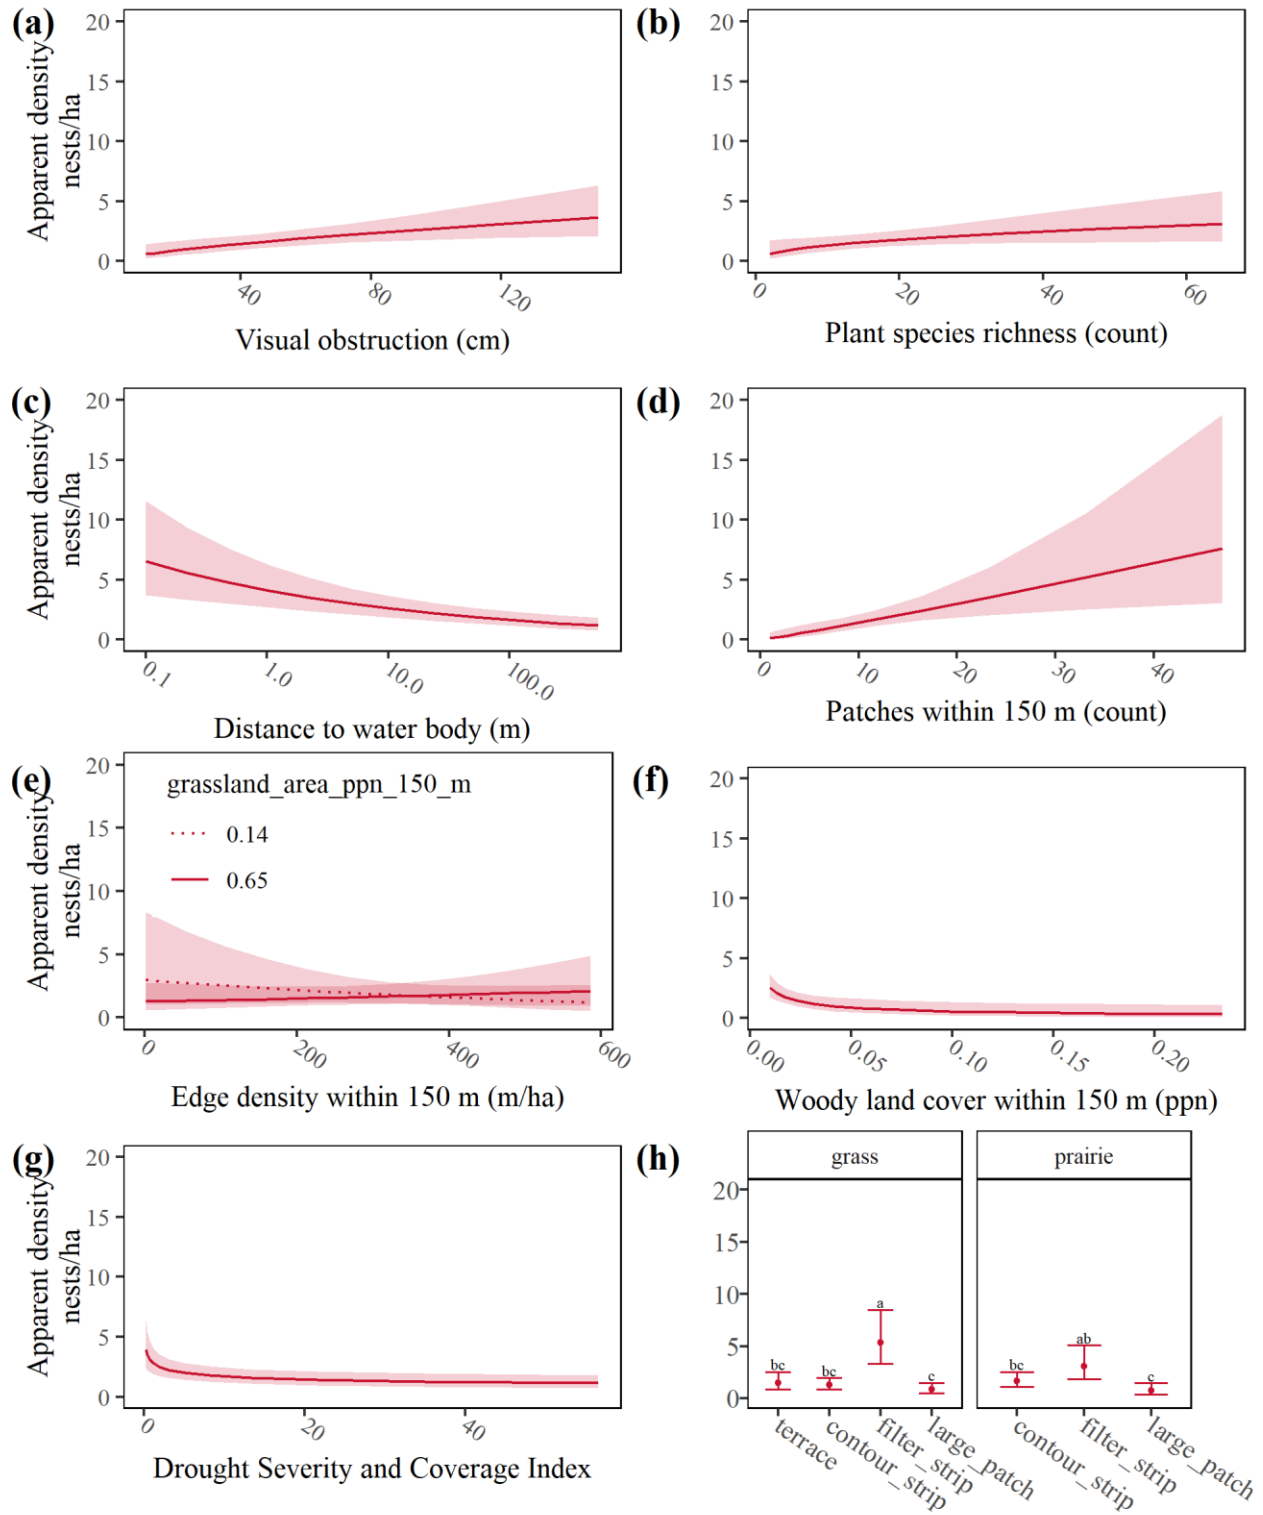 (a)
20
15
10
5
0
Apparent density
nests/ha
40
80
120
Visual obstruction (cm)
(b)
20
15
10
5
0
0
20
40
60
Plant species richness (count)
(c)
20
15
10
5
0
Apparent density
nests/ha
0.1
1.0
10.0
100.0
Distance to water body (m)
(d)
20
15
10
5
0
0
10
20
30
40
Patches within 150 m (count)
(e)
20
15
10
5
0
Apparent density
nests/ha
grassland_area_ppn_150_m
0.14
0.65
0
200
400
600
Edge density within 150 m (m/ha)
(f)
20
15
10
5
0
0.00
0.05
0.10
0.15
0.20
Woody land cover within 150 m (ppn)
(g)
20
15
10
5
0
Apparent density
nests/ha
0
20
40
Drought Severity and Coverage Index
(h)
grass
prairie
20
15
10
5
0
bc
bc
a
c
bc
ab
c
terrace
contour_strip
filter_strip
large_patch
contour_strip
filter_strip
large_patch